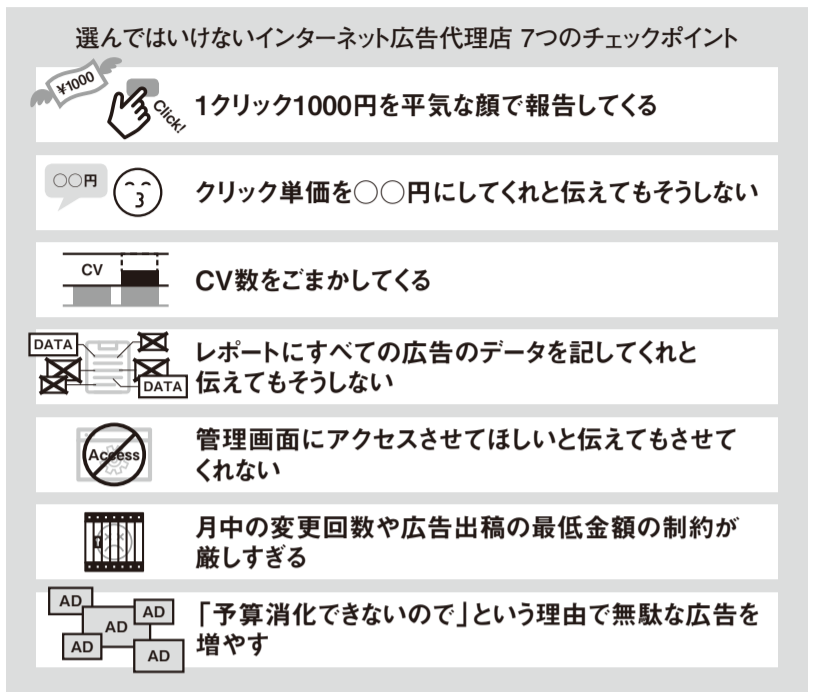 選んではいけないインターネット広告代理店 7つのチェックポイント
¥1000
Click!
1クリック1000円を平気な顔で報告してくる
○○円
クリック単価を○○円にしてくれと伝えてもそうしない
CV
CV数をごまかしてくる
DATA
DATA
レポートにすべての広告のデータを記してくれと
伝えてもそうしない
Access
管理画面にアクセスさせてほしいと伝えてもさせて
くれない
月中の変更回数や広告出稿の最低金額の制約が
厳しすぎる
AD
AD
AD
AD
AD
「予算消化できないので」という理由で無駄な広告を
増やす